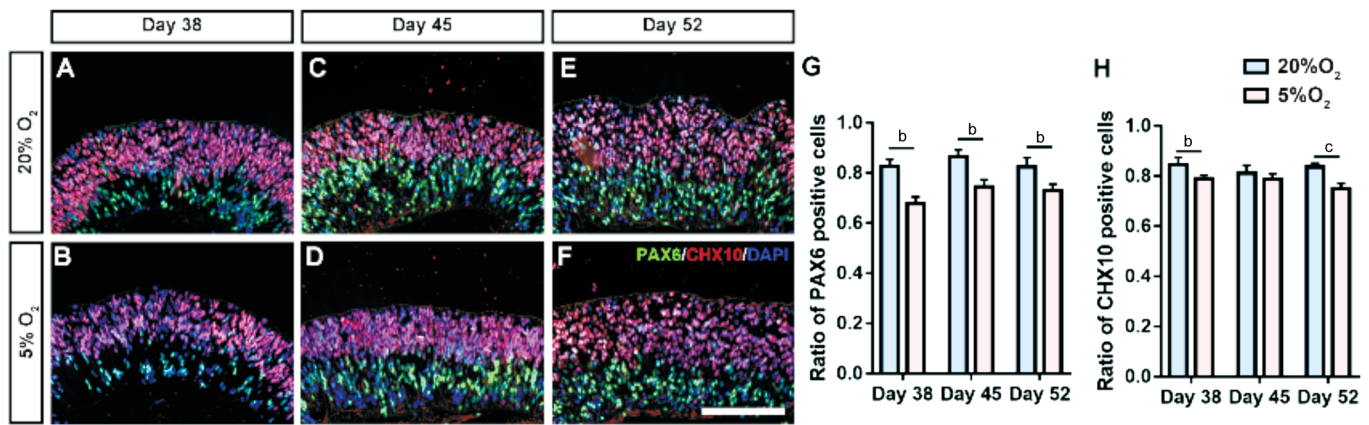 Day 38
Day 45
Day 52
20% O2
5% O2
A
C
E
B
D
F
PAX6/CHX10/DAPI
G
Ratio of PAX6 positive cells
1.0
0.8
0.6
0.4
0.2
0.0
b
b
b
Day 38 Day 45 Day 52
H
20%O2
5%O2
Ratio of CHX10 positive cells
1.0
0.8
0.6
0.4
0.2
0.0
b
c
Day 38 Day 45 Day 52